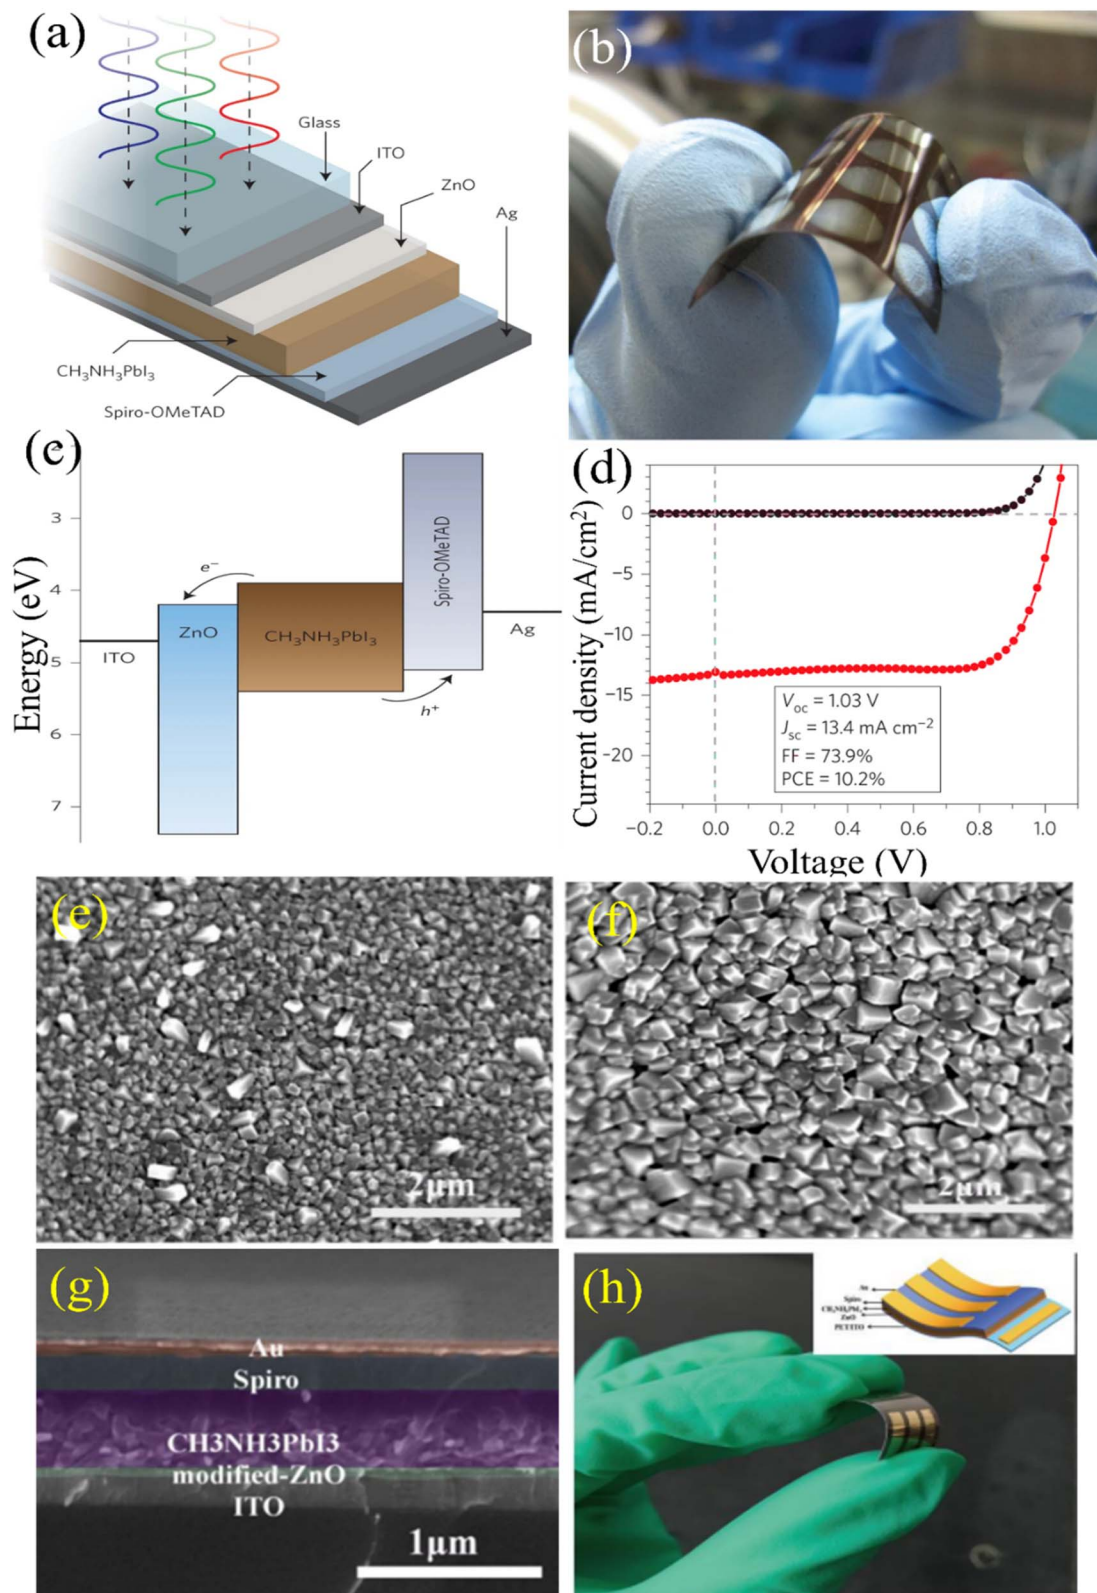 (a)
Glass
ITO
ZnO
Ag
CH₃NH₃PbI₃
Spiro-OMeTAD
(b)
(c)
3
4
5
6
7
Energy (eV)
e⁻
ZnO
CH₃NH₃PbI₃
Spiro-OMeTAD
ITO
Ag
h⁺
(d)
0
−5
−10
−15
−20
Current density (mA/cm²)
V_oc = 1.03 V
J_sc = 13.4 mA cm⁻²
FF = 73.9%
PCE = 10.2%
−0.2
0.0
0.2
0.4
0.6
0.8
1.0
Voltage (V)
(e)
2μm
(f)
2μm
(g)
Au
Spiro
CH3NH3PbI3
modified-ZnO
ITO
1μm
(h)
Au
Spiro
CH₃NH₃PbI₃
ZnO
PET/ITO